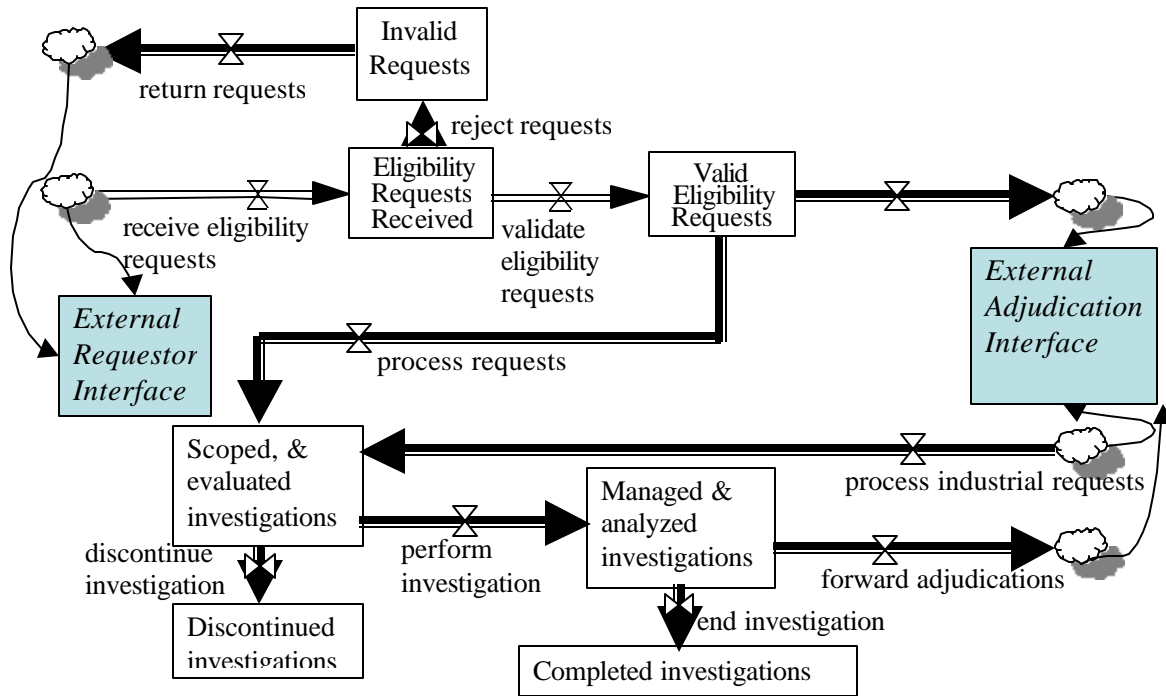 Invalid
Requests
return requests
reject requests
Eligibility
Requests
Received
Valid
Eligibility
Requests
receive eligibility
requests
validate
eligibility
requests
External
Requestor
Interface
External
Adjudication
Interface
process requests
Scoped, &
evaluated
investigations
process industrial requests
Managed &
analyzed
investigations
discontinue
investigation
perform
investigation
forward adjudications
Discontinued
investigations
end investigation
Completed investigations